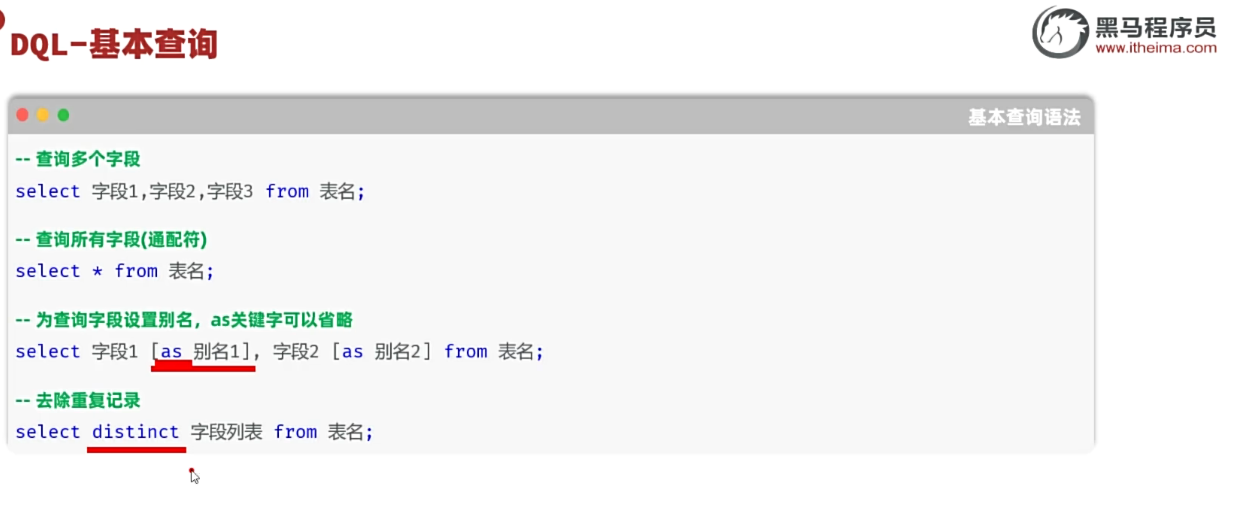 DQL-基本查询
黑马程序员
www.itheima.com
基本查询语法
-- 查询多个字段
select 字段1,字段2,字段3 from 表名;
-- 查询所有字段(通配符)
select * from 表名;
-- 为查询字段设置别名，as关键字可以省略
select 字段1 [as 别名1], 字段2 [as 别名2] from 表名;
-- 去除重复记录
select distinct 字段列表 from 表名;